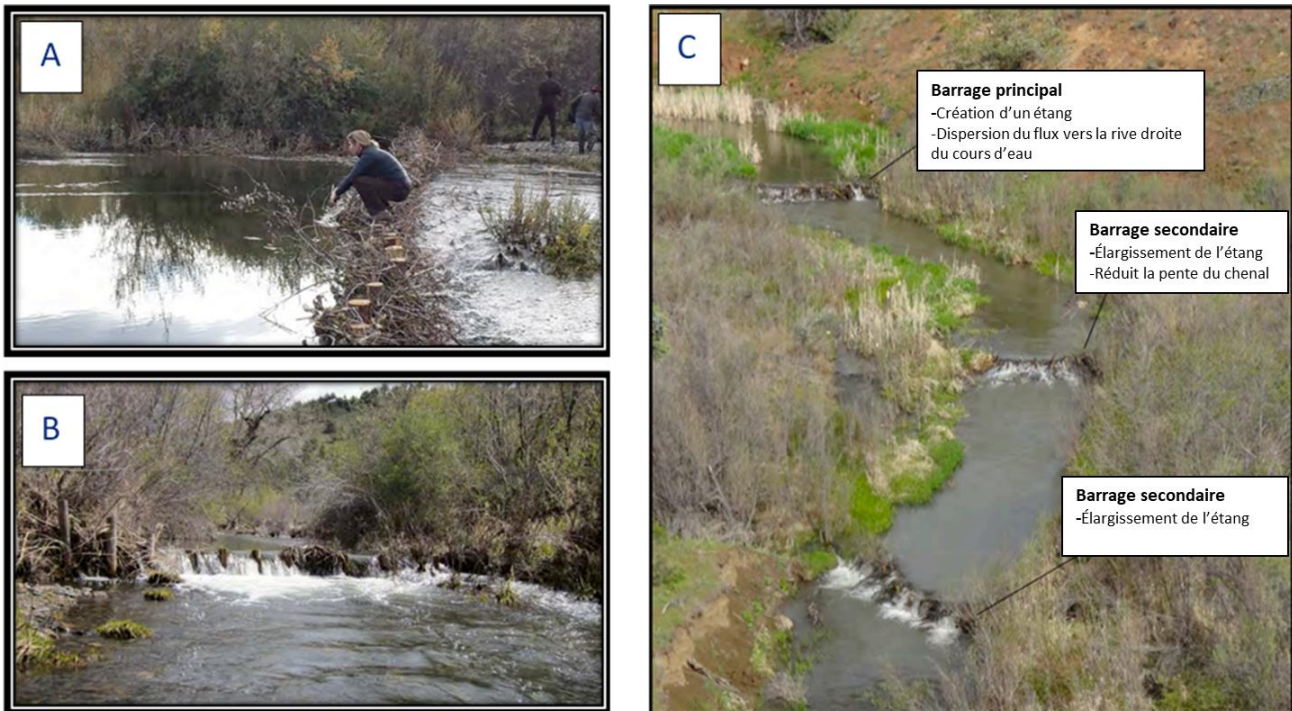 A
B
C
Barrage principal
-Création d'un étang
-Dispersion du flux vers la rive droite
du cours d'eau
Barrage secondaire
-Élargissement de l'étang
-Réduit la pente du chenal
Barrage secondaire
-Élargissement de l'étang